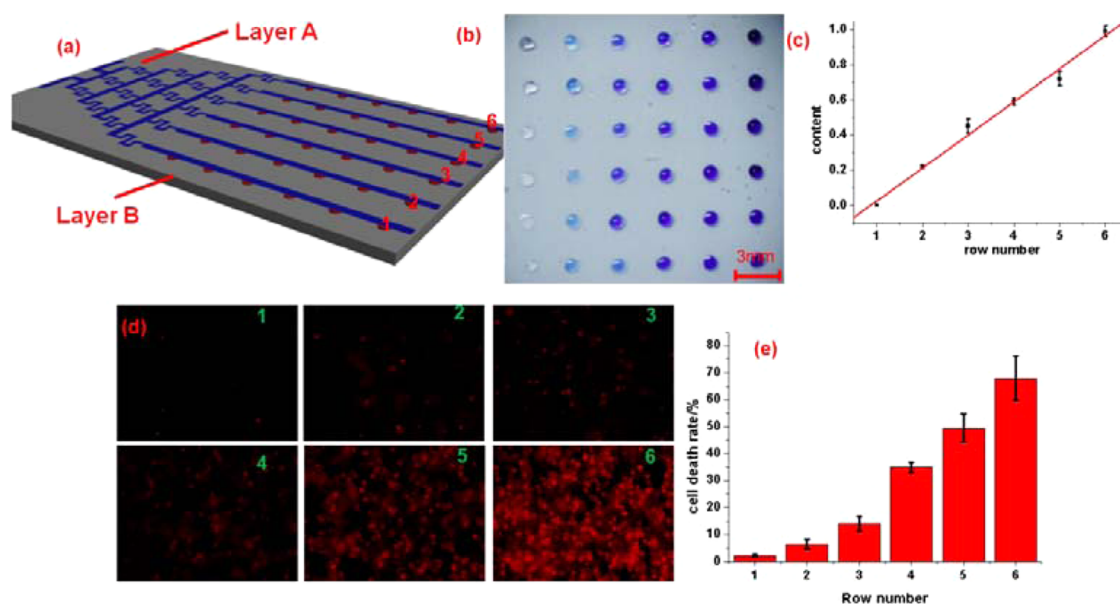 (a)
Layer A
Layer B
6
5
4
3
2
1
(b)
3mm
(c)
content
1.0
0.8
0.6
0.4
0.2
0.0
1 2 3 4 5 6
row number
(d)
1
2
3
4
5
6
(e)
cell death rate/%
80
70
60
50
40
30
20
10
0
1 2 3 4 5 6
Row number